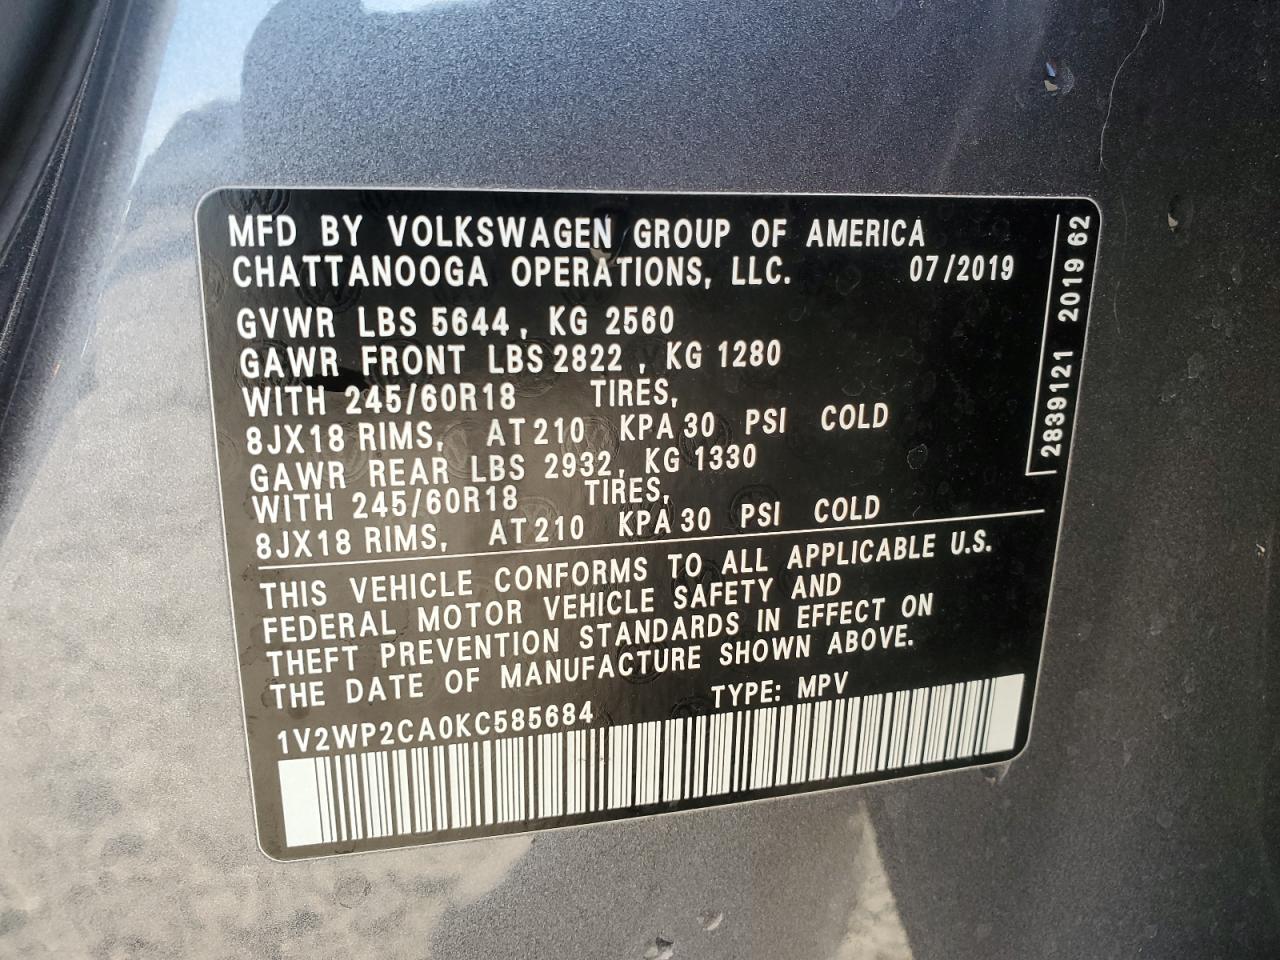 MFD BY VOLKSWAGEN GROUP OF AMERICA
CHATTANOOGA OPERATIONS, LLC. 07/2019
GVWR LBS 5644, KG 2560
GAWR FRONT LBS 2822, KG 1280
WITH 245/60R18 TIRES,
8JX18 RIMS, AT 210 KPA 30 PSI COLD
GAWR REAR LBS 2932, KG 1330
WITH 245/60R18 TIRES,
8JX18 RIMS, AT 210 KPA 30 PSI COLD
THIS VEHICLE CONFORMS TO ALL APPLICABLE U.S.
FEDERAL MOTOR VEHICLE SAFETY AND
THEFT PREVENTION STANDARDS IN EFFECT ON
THE DATE OF MANUFACTURE SHOWN ABOVE.
1V2WP2CA0KC585684 TYPE: MPV
2839121 2019 62